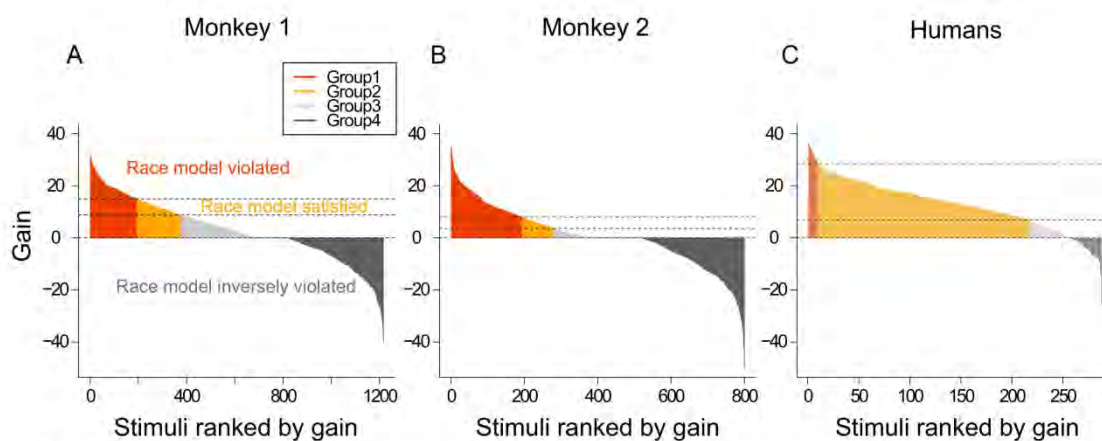 Monkey 1
Monkey 2
Humans
A
B
C
Group1
Group2
Group3
Group4
Gain
40
20
0
−20
−40
Race model violated
Race model satisfied
Race model inversely violated
0
400
800
1200
Stimuli ranked by gain
40
20
0
−20
−40
0
200
400
600
800
Stimuli ranked by gain
40
20
0
−20
−40
0
50
100
150
200
250
Stimuli ranked by gain